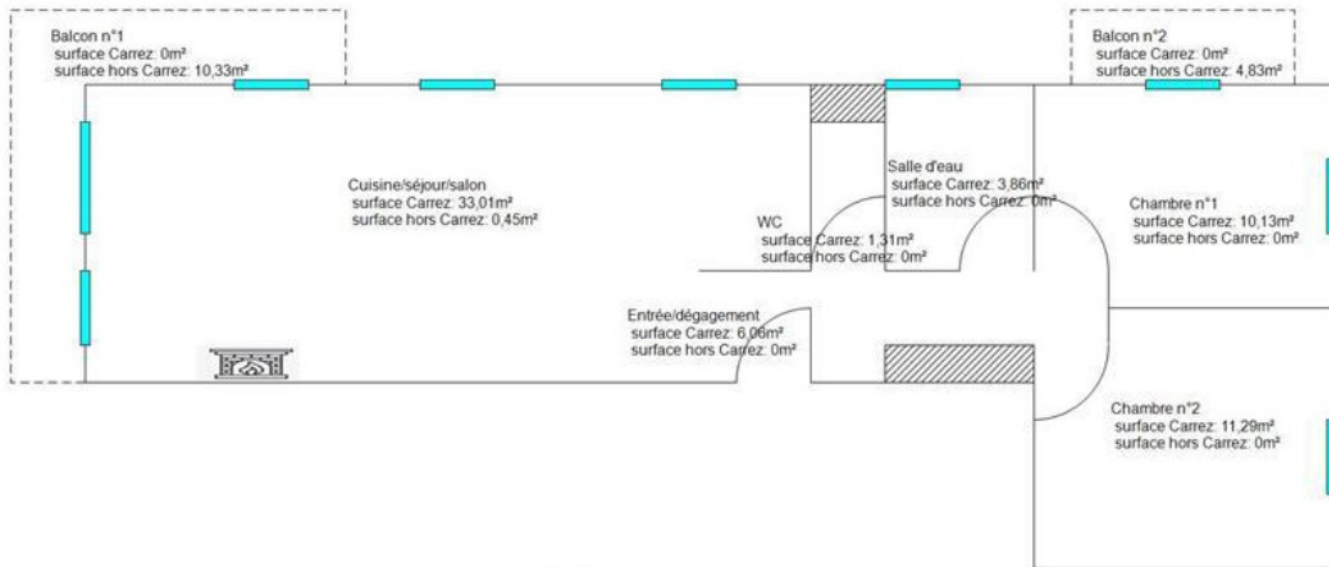 Balcon n°1
surface Carrez: 0m²
surface hors Carrez: 10,33m²
Balcon n°2
surface Carrez: 0m²
surface hors Carrez: 4,83m²
Cuisine/séjour/salon
surface Carrez: 33,01m²
surface hors Carrez: 0,45m²
Salle d'eau
surface Carrez: 3,86m²
surface hors Carrez: 0m²
Chambre n°1
surface Carrez: 10,13m²
surface hors Carrez: 0m²
WC
surface Carrez: 1,31m²
surface hors Carrez: 0m²
Entrée/dégagement
surface Carrez: 6,06m²
surface hors Carrez: 0m²
Chambre n°2
surface Carrez: 11,29m²
surface hors Carrez: 0m²